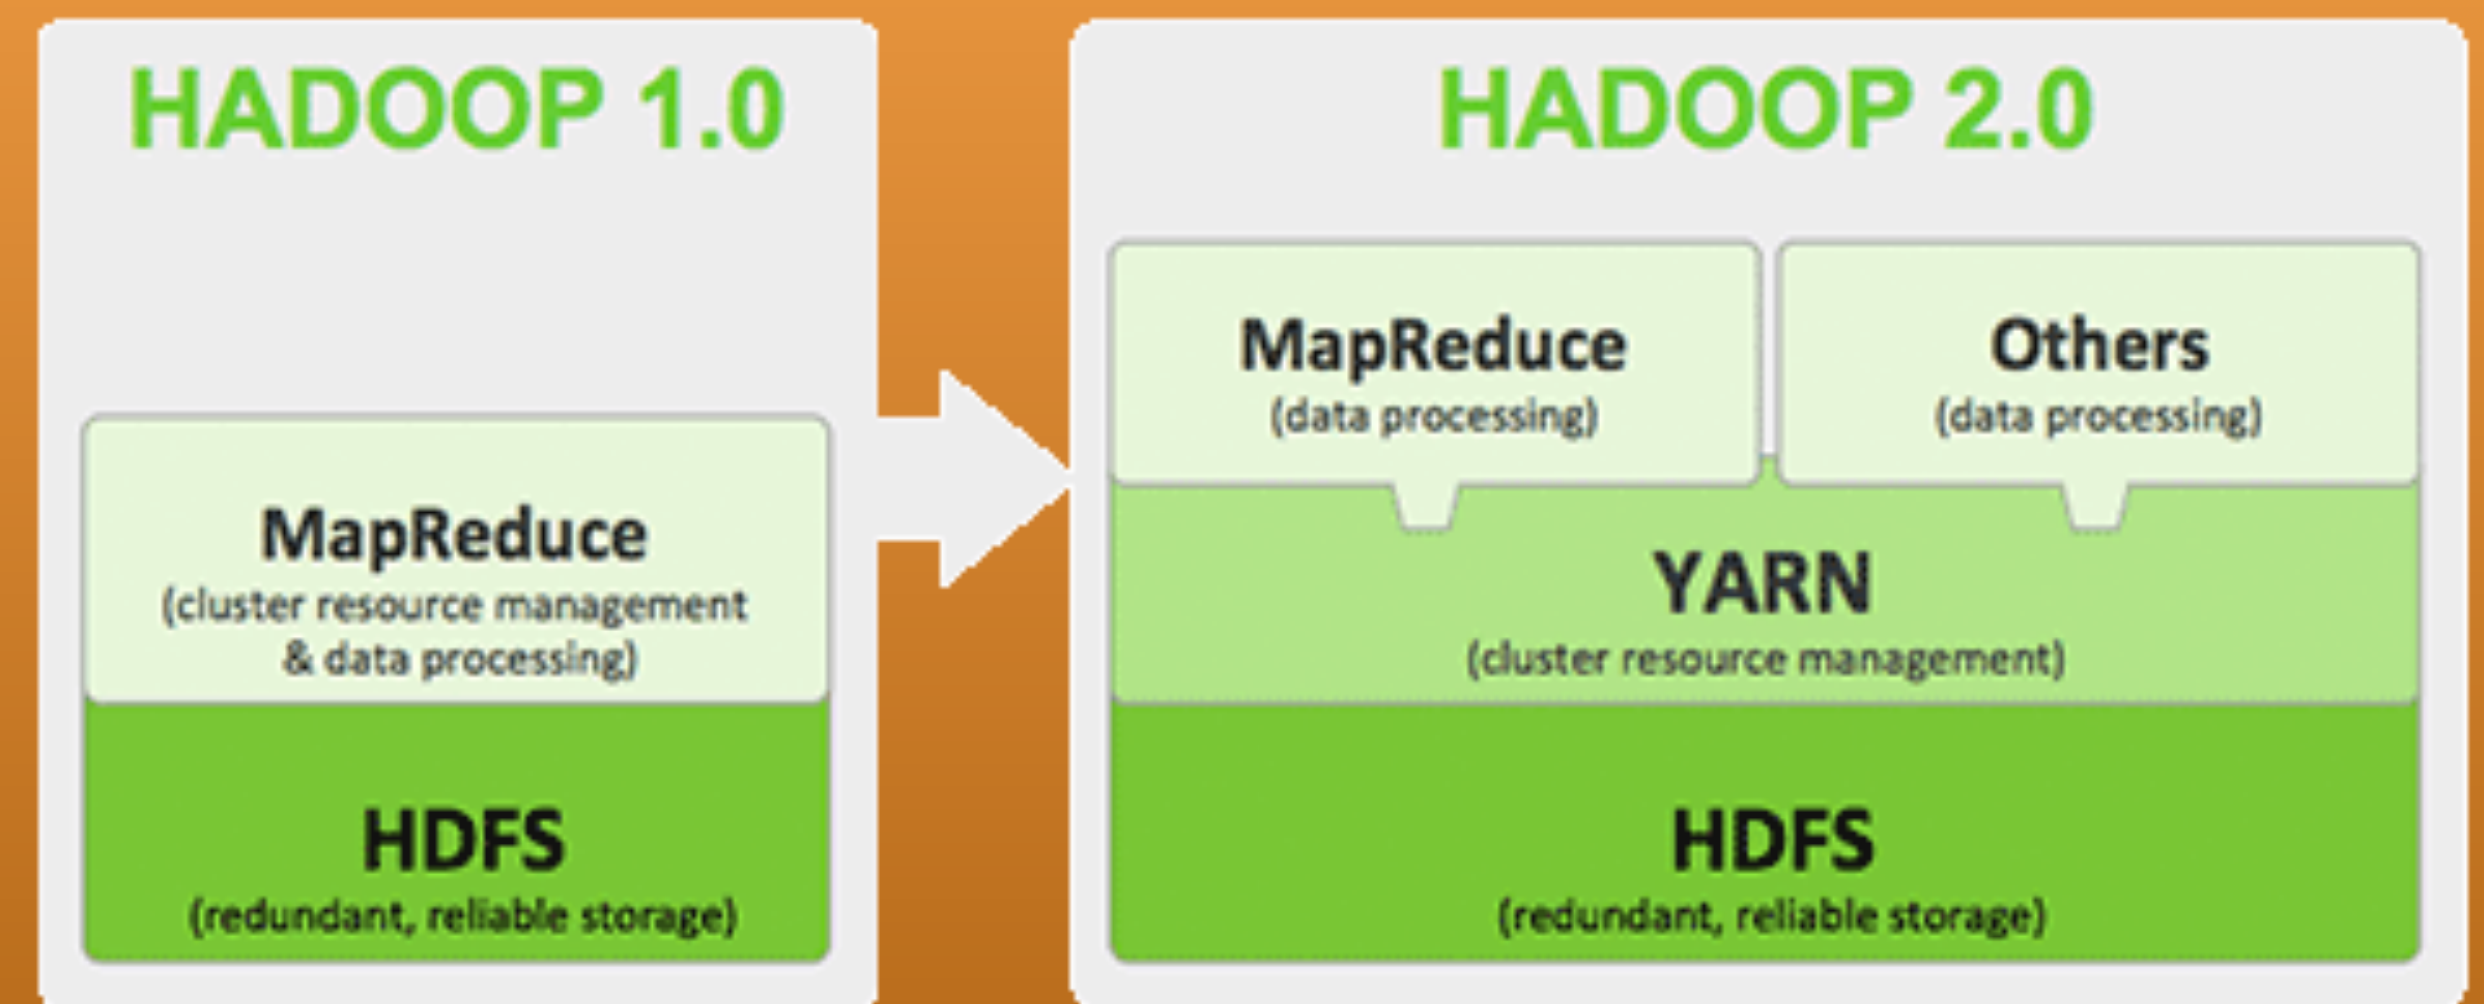 HADOOP 1.0
MapReduce
(cluster resource management
& data processing)
HDFS
(redundant, reliable storage)
HADOOP 2.0
MapReduce
(data processing)
Others
(data processing)
YARN
(cluster resource management)
HDFS
(redundant, reliable storage)